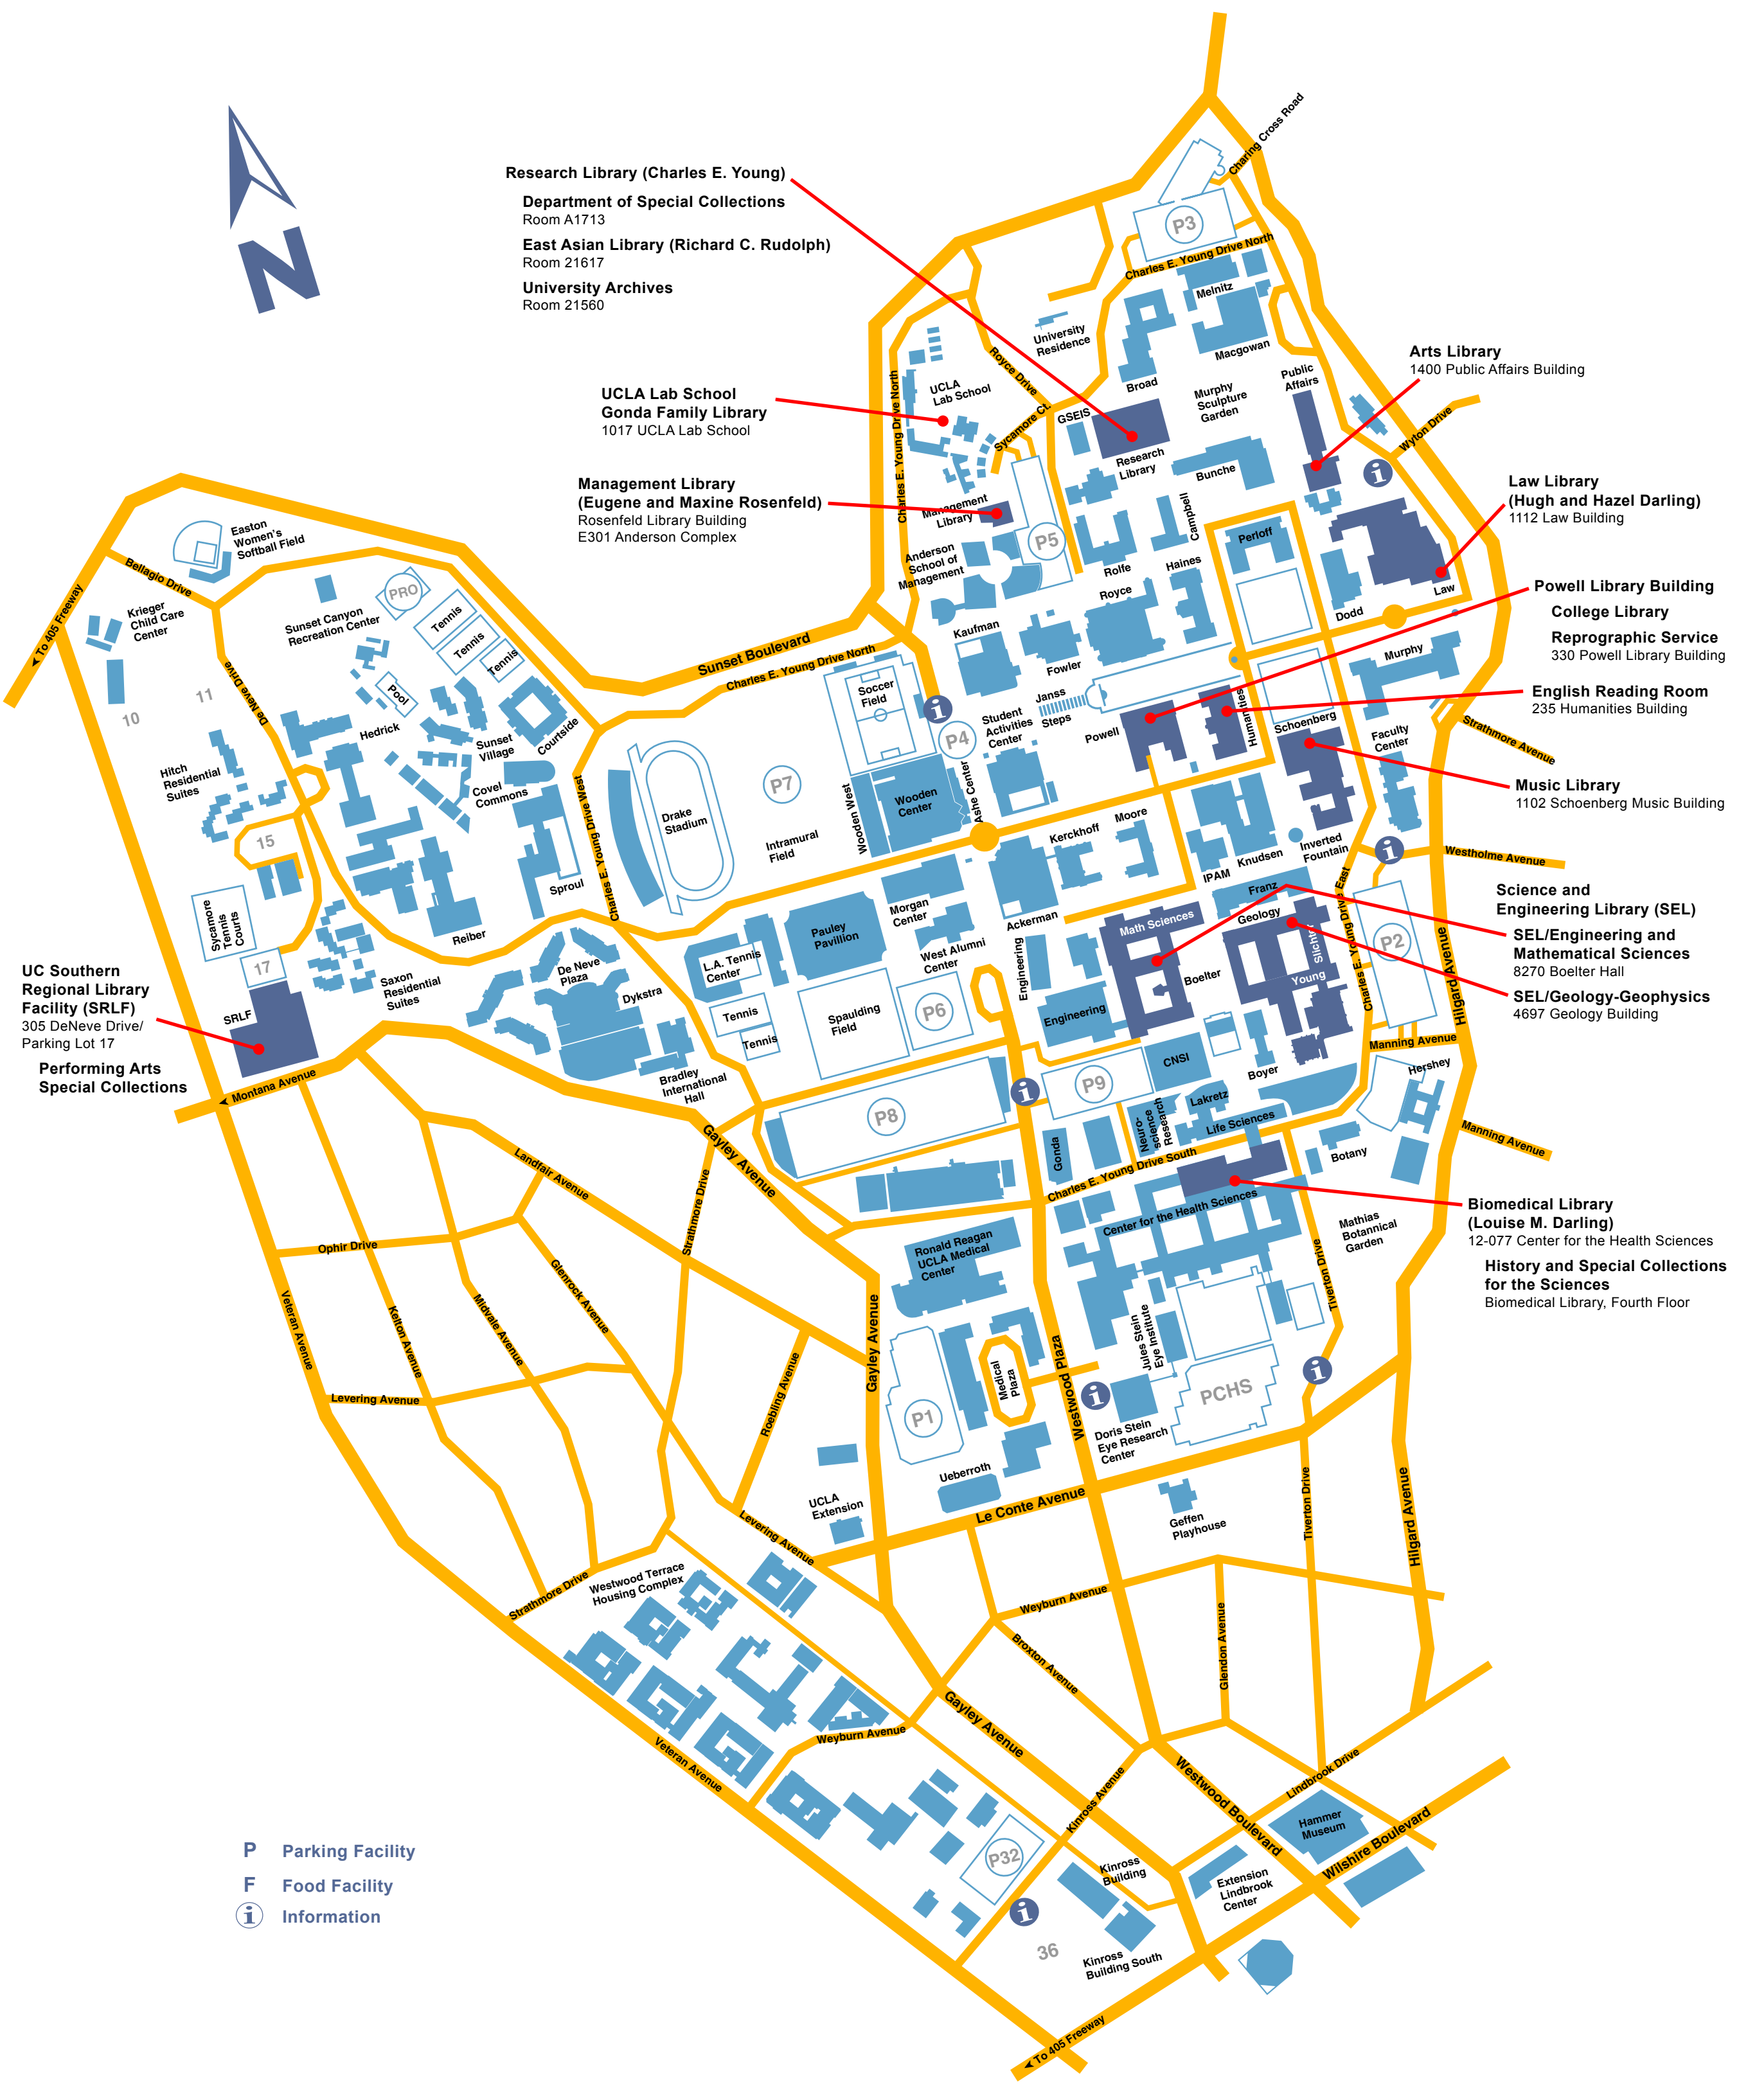 N
Charing Cross Road
P3
Charles E. Young Drive North
Melnitz
Macgowan
Research Library (Charles E. Young)
Department of Special Collections
Room A1713
East Asian Library (Richard C. Rudolph)
Room 21617
University Archives
Room 21560
University
Residence
Royce Drive
Broad
Murphy
Sculpture
Garden
Public
Affairs
Arts Library
1400 Public Affairs Building
UCLA Lab School
Gonda Family Library
1017 UCLA Lab School
UCLA
Lab School
Charles E. Young Drive North
Sycamore Ct.
GSEIS
Research
Library
Bunche
Wyton Drive
Management Library
(Eugene and Maxine Rosenfeld)
Rosenfeld Library Building
E301 Anderson Complex
Management
Library
P5
Campbell
Perloff
Law Library
(Hugh and Hazel Darling)
1112 Law Building
Anderson
School of
Management
Rolfe
Haines
Royce
Dodd
Law
Easton
Women's
Softball Field
Bellagio Drive
To 405 Freeway
Krieger
Child Care
Center
PRO
Sunset Canyon
Recreation Center
Tennis
Tennis
Tennis
Pool
10
11
De Neve Drive
Hedrick
Sunset
Village
Courtside
Hitch
Residential
Suites
Covel
Commons
15
Sunset Boulevard
Charles E. Young Drive North
Kaufman
Fowler
Soccer
Field
Janss
Steps
P4
Student
Activities
Center
Powell
Humanities
Schoenberg
Murphy
Faculty
Center
Powell Library Building
College Library
Reprographic Service
330 Powell Library Building
English Reading Room
235 Humanities Building
Strathmore Avenue
Music Library
1102 Schoenberg Music Building
Charles E. Young Drive West
Drake
Stadium
P7
Intramural
Field
Wooden West
Wooden
Center
Ashe Center
Kerckhoff
Moore
IPAM
Knudsen
Inverted
Fountain
Westholme Avenue
Sycamore
Tennis
Courts
Sproul
Reiber
17
Saxon
Residential
Suites
De Neve
Plaza
Dykstra
L.A. Tennis
Center
Pauley
Pavillion
Morgan
Center
West Alumni
Center
Ackerman
Franz
Math Sciences
Geology
Slichter
Young
Boelter
Engineering
Engineering
Charles E. Young Drive East
P2
Hilgard Avenue
Science and
Engineering Library (SEL)
SEL/Engineering and
Mathematical Sciences
8270 Boelter Hall
SEL/Geology-Geophysics
4697 Geology Building
UC Southern
Regional Library
Facility (SRLF)
305 DeNeve Drive/
Parking Lot 17
Performing Arts
Special Collections
SRLF
Montana Avenue
Bradley
International
Hall
Tennis
Tennis
Spaulding
Field
P6
P8
P9
CNSI
Boyer
Manning Avenue
Hershey
Lakretz
Neuro-
science
Research
Life Sciences
Gonda
Charles E. Young Drive South
Botany
Manning Avenue
Center for the Health Sciences
Mathias
Botannical
Garden
Biomedical Library
(Louise M. Darling)
12-077 Center for the Health Sciences
History and Special Collections
for the Sciences
Biomedical Library, Fourth Floor
Gayley Avenue
Landfair Avenue
Strathmore Drive
Ophir Drive
Glenrock Avenue
Midvale Avenue
Kelton Avenue
Veteran Avenue
Levering Avenue
Roebling Avenue
Ronald Reagan
UCLA Medical
Center
Gayley Avenue
P1
Medical
Plaza
Westwood Plaza
Jules Stein
Eye Institute
Tiverton Drive
PCHS
Doris Stein
Eye Research
Center
Ueberroth
UCLA
Extension
Le Conte Avenue
Geffen
Playhouse
Tiverton Drive
Hilgard Avenue
Levering Avenue
Westwood Terrace
Housing Complex
Strathmore Drive
Weyburn Avenue
Broxton Avenue
Glendon Avenue
Gayley Avenue
Weyburn Avenue
Veteran Avenue
Kinross Avenue
Westwood Boulevard
Lindbrook Drive
Hammer
Museum
Wilshire Boulevard
P32
Kinross
Building
Extension
Lindbrook
Center
36
Kinross
Building South
To 405 Freeway
P Parking Facility
F Food Facility
i Information